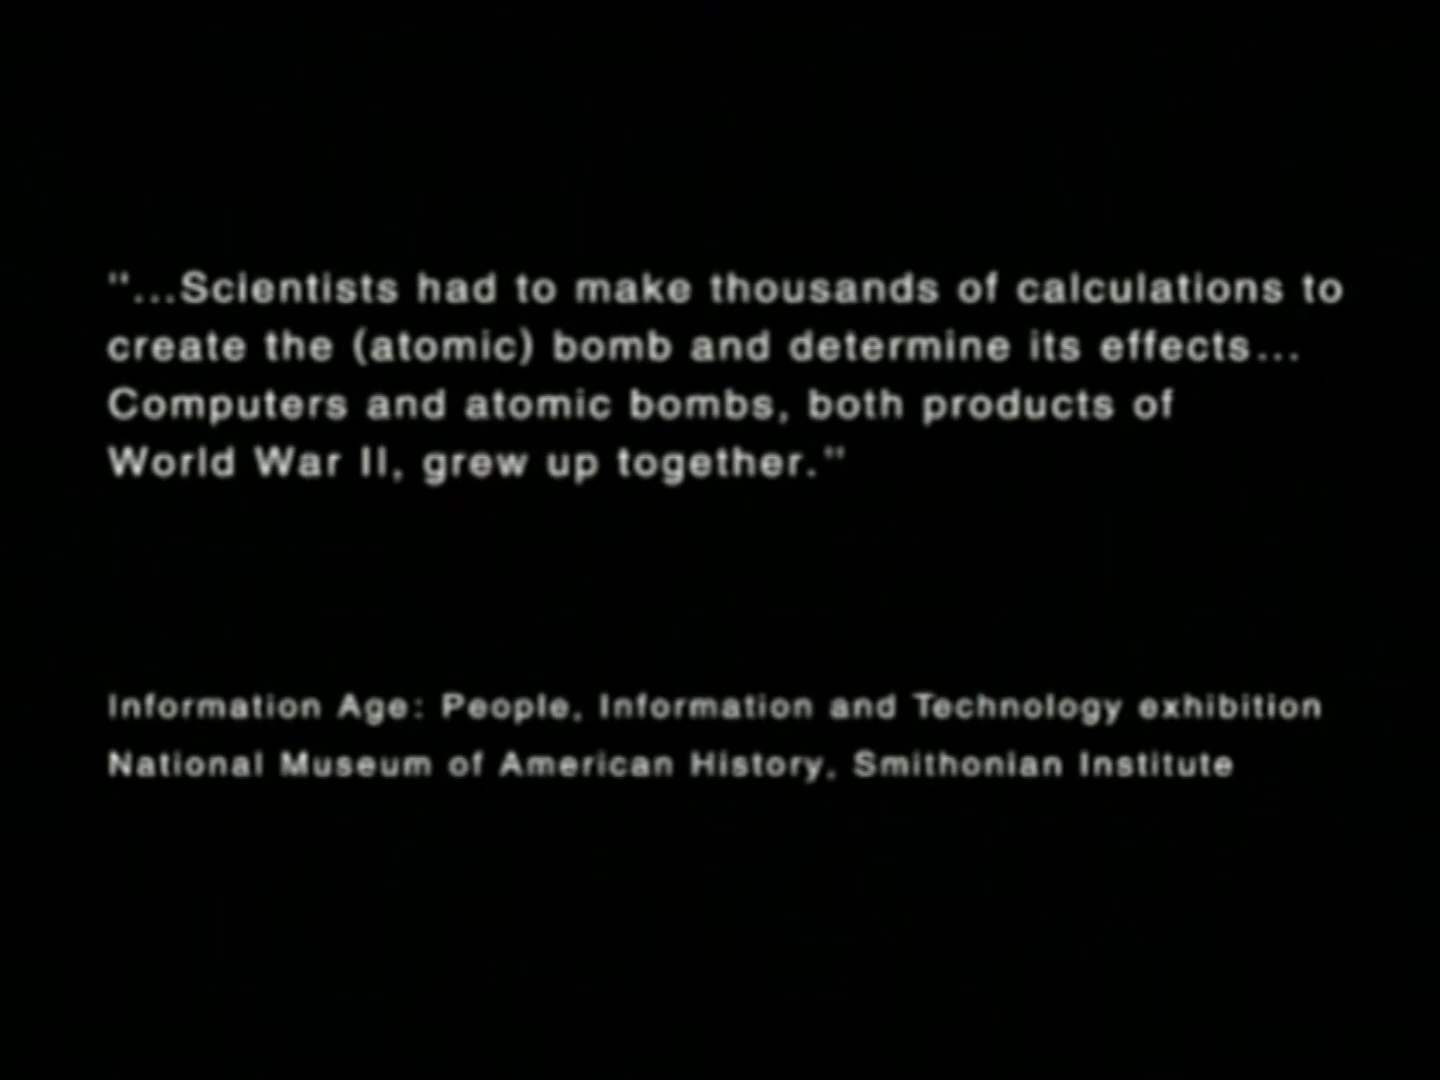 "...Scientists had to make thousands of calculations to
create the (atomic) bomb and determine its effects...
Computers and atomic bombs, both products of
World War II, grew up together."
Information Age: People, Information and Technology exhibition
National Museum of American History, Smithonian Institute